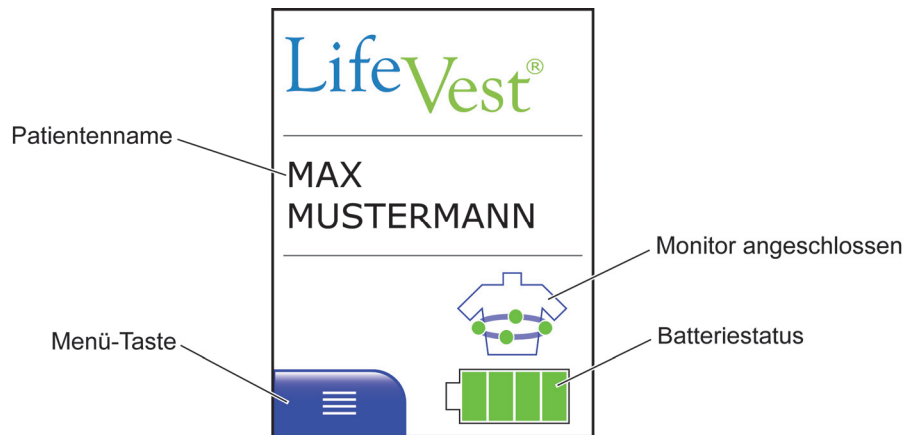 LifeVest®
Patientenname
MAX
MUSTERMANN
Monitor angeschlossen
Menü-Taste
Batteriestatus